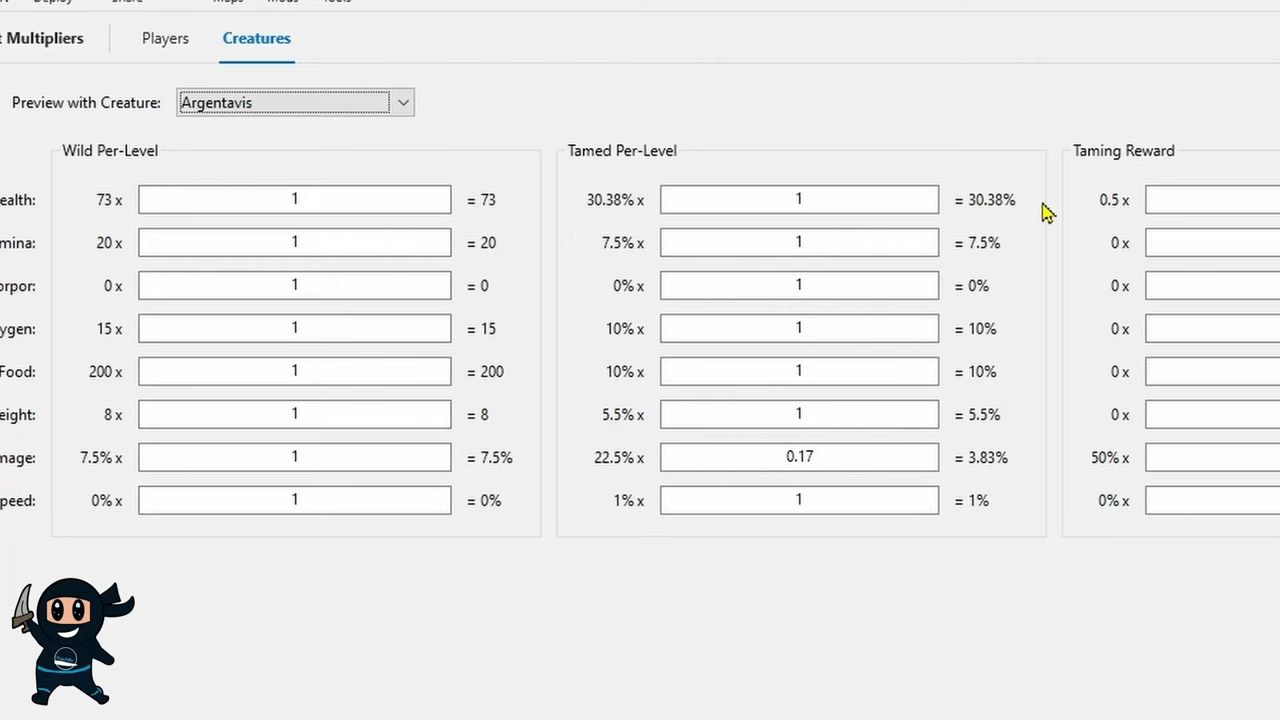 Multipliers Players Creatures
Preview with Creature: Argentavis
Wild Per-Level Tamed Per-Level Taming Reward
ealth: 73 x 1 = 73 30.38% x 1 = 30.38% 0.5 x
mina: 20 x 1 = 20 7.5% x 1 = 7.5% 0 x
orpor: 0 x 1 = 0 0% x 1 = 0% 0 x
ygen: 15 x 1 = 15 10% x 1 = 10% 0 x
Food: 200 x 1 = 200 10% x 1 = 10% 0 x
eight: 8 x 1 = 8 5.5% x 1 = 5.5% 0 x
mage: 7.5% x 1 = 7.5% 22.5% x 0.17 = 3.83% 50% x
peed: 0% x 1 = 0% 1% x 1 = 1% 0% x